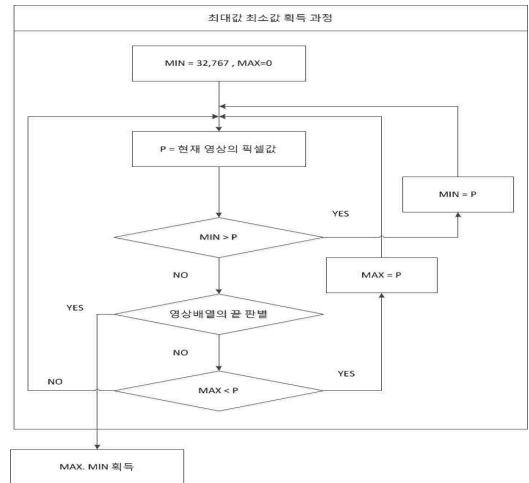 최대값 최소값 획득 과정
MIN = 32,767 , MAX=0
P = 현재 영상의 픽셀값
YES
MIN = P
MIN > P
NO
MAX = P
YES
영상배열의 끝 판별
NO
YES
NO
MAX < P
MAX. MIN 획득